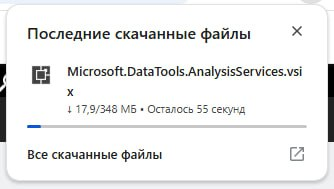 Последние скачанные файлы
Microsoft.DataTools.AnalysisServices.vsi
x
↓ 17,9/348 МБ • Осталось 55 секунд
Все скачанные файлы